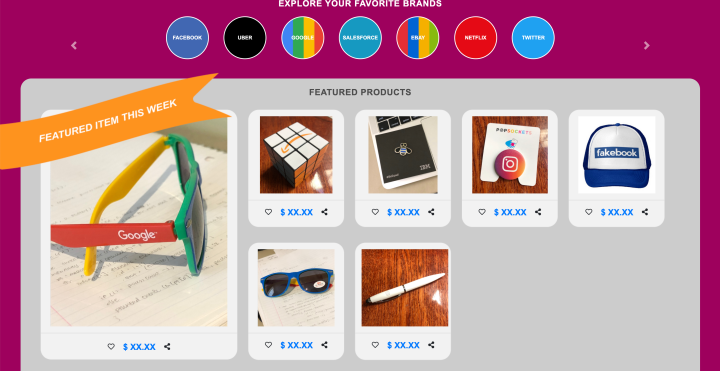 EXPLORE YOUR FAVORITE BRANDS
FACEBOOK
UBER
GOOGLE
SALESFORCE
EBAY
NETFLIX
TWITTER
FEATURED PRODUCTS
FEATURED ITEM THIS WEEK
Google
$ XX.XX
IBM
$ XX.XX
POPSOCKETS
$ XX.XX
fakebook
$ XX.XX
$ XX.XX
$ XX.XX
$ XX.XX